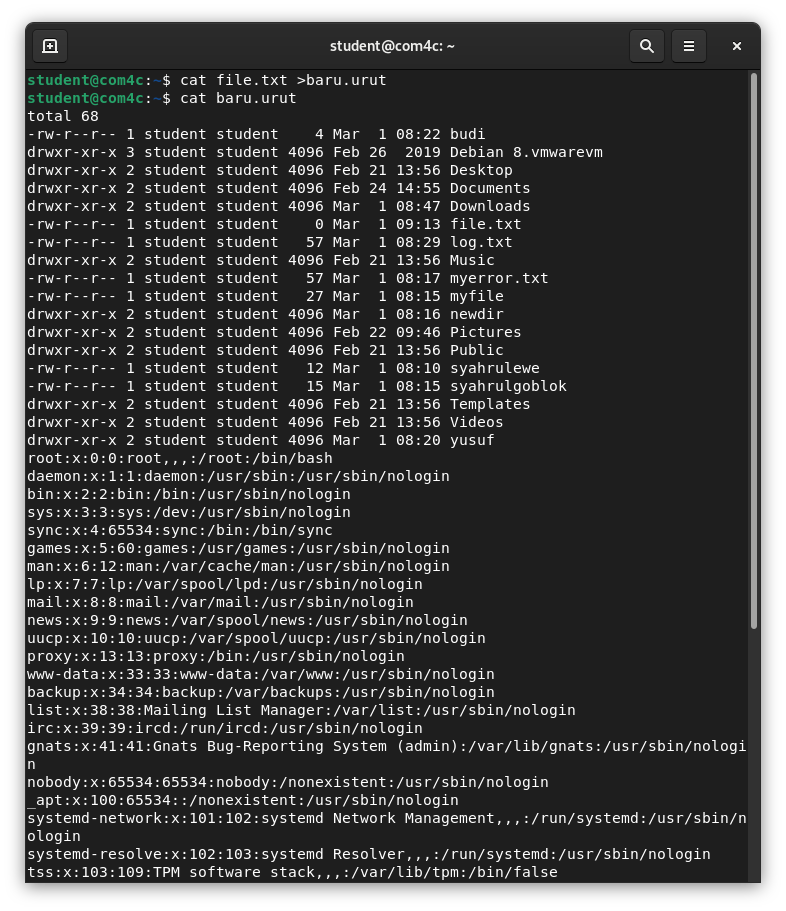 student@com4c: ~
student@com4c:~$ cat file.txt >baru.urut
student@com4c:~$ cat baru.urut
total 68
-rw-r--r-- 1 student student    4 Mar  1 08:22 budi
drwxr-xr-x 3 student student 4096 Feb 26  2019 Debian 8.vmwarevm
drwxr-xr-x 2 student student 4096 Feb 21 13:56 Desktop
drwxr-xr-x 2 student student 4096 Feb 24 14:55 Documents
drwxr-xr-x 2 student student 4096 Mar  1 08:47 Downloads
-rw-r--r-- 1 student student    0 Mar  1 09:13 file.txt
-rw-r--r-- 1 student student   57 Mar  1 08:29 log.txt
drwxr-xr-x 2 student student 4096 Feb 21 13:56 Music
-rw-r--r-- 1 student student   57 Mar  1 08:17 myerror.txt
-rw-r--r-- 1 student student   27 Mar  1 08:15 myfile
drwxr-xr-x 2 student student 4096 Mar  1 08:16 newdir
drwxr-xr-x 2 student student 4096 Feb 22 09:46 Pictures
drwxr-xr-x 2 student student 4096 Feb 21 13:56 Public
-rw-r--r-- 1 student student   12 Mar  1 08:10 syahrulewe
-rw-r--r-- 1 student student   15 Mar  1 08:15 syahrulgoblok
drwxr-xr-x 2 student student 4096 Feb 21 13:56 Templates
drwxr-xr-x 2 student student 4096 Feb 21 13:56 Videos
drwxr-xr-x 2 student student 4096 Mar  1 08:20 yusuf
root:x:0:0:root,,,:/root:/bin/bash
daemon:x:1:1:daemon:/usr/sbin:/usr/sbin/nologin
bin:x:2:2:bin:/bin:/usr/sbin/nologin
sys:x:3:3:sys:/dev:/usr/sbin/nologin
sync:x:4:65534:sync:/bin:/bin/sync
games:x:5:60:games:/usr/games:/usr/sbin/nologin
man:x:6:12:man:/var/cache/man:/usr/sbin/nologin
lp:x:7:7:lp:/var/spool/lpd:/usr/sbin/nologin
mail:x:8:8:mail:/var/mail:/usr/sbin/nologin
news:x:9:9:news:/var/spool/news:/usr/sbin/nologin
uucp:x:10:10:uucp:/var/spool/uucp:/usr/sbin/nologin
proxy:x:13:13:proxy:/bin:/usr/sbin/nologin
www-data:x:33:33:www-data:/var/www:/usr/sbin/nologin
backup:x:34:34:backup:/var/backups:/usr/sbin/nologin
list:x:38:38:Mailing List Manager:/var/list:/usr/sbin/nologin
irc:x:39:39:ircd:/run/ircd:/usr/sbin/nologin
gnats:x:41:41:Gnats Bug-Reporting System (admin):/var/lib/gnats:/usr/sbin/nologi
n
nobody:x:65534:65534:nobody:/nonexistent:/usr/sbin/nologin
_apt:x:100:65534::/nonexistent:/usr/sbin/nologin
systemd-network:x:101:102:systemd Network Management,,,:/run/systemd:/usr/sbin/n
ologin
systemd-resolve:x:102:103:systemd Resolver,,,:/run/systemd:/usr/sbin/nologin
tss:x:103:109:TPM software stack,,,:/var/lib/tpm:/bin/false